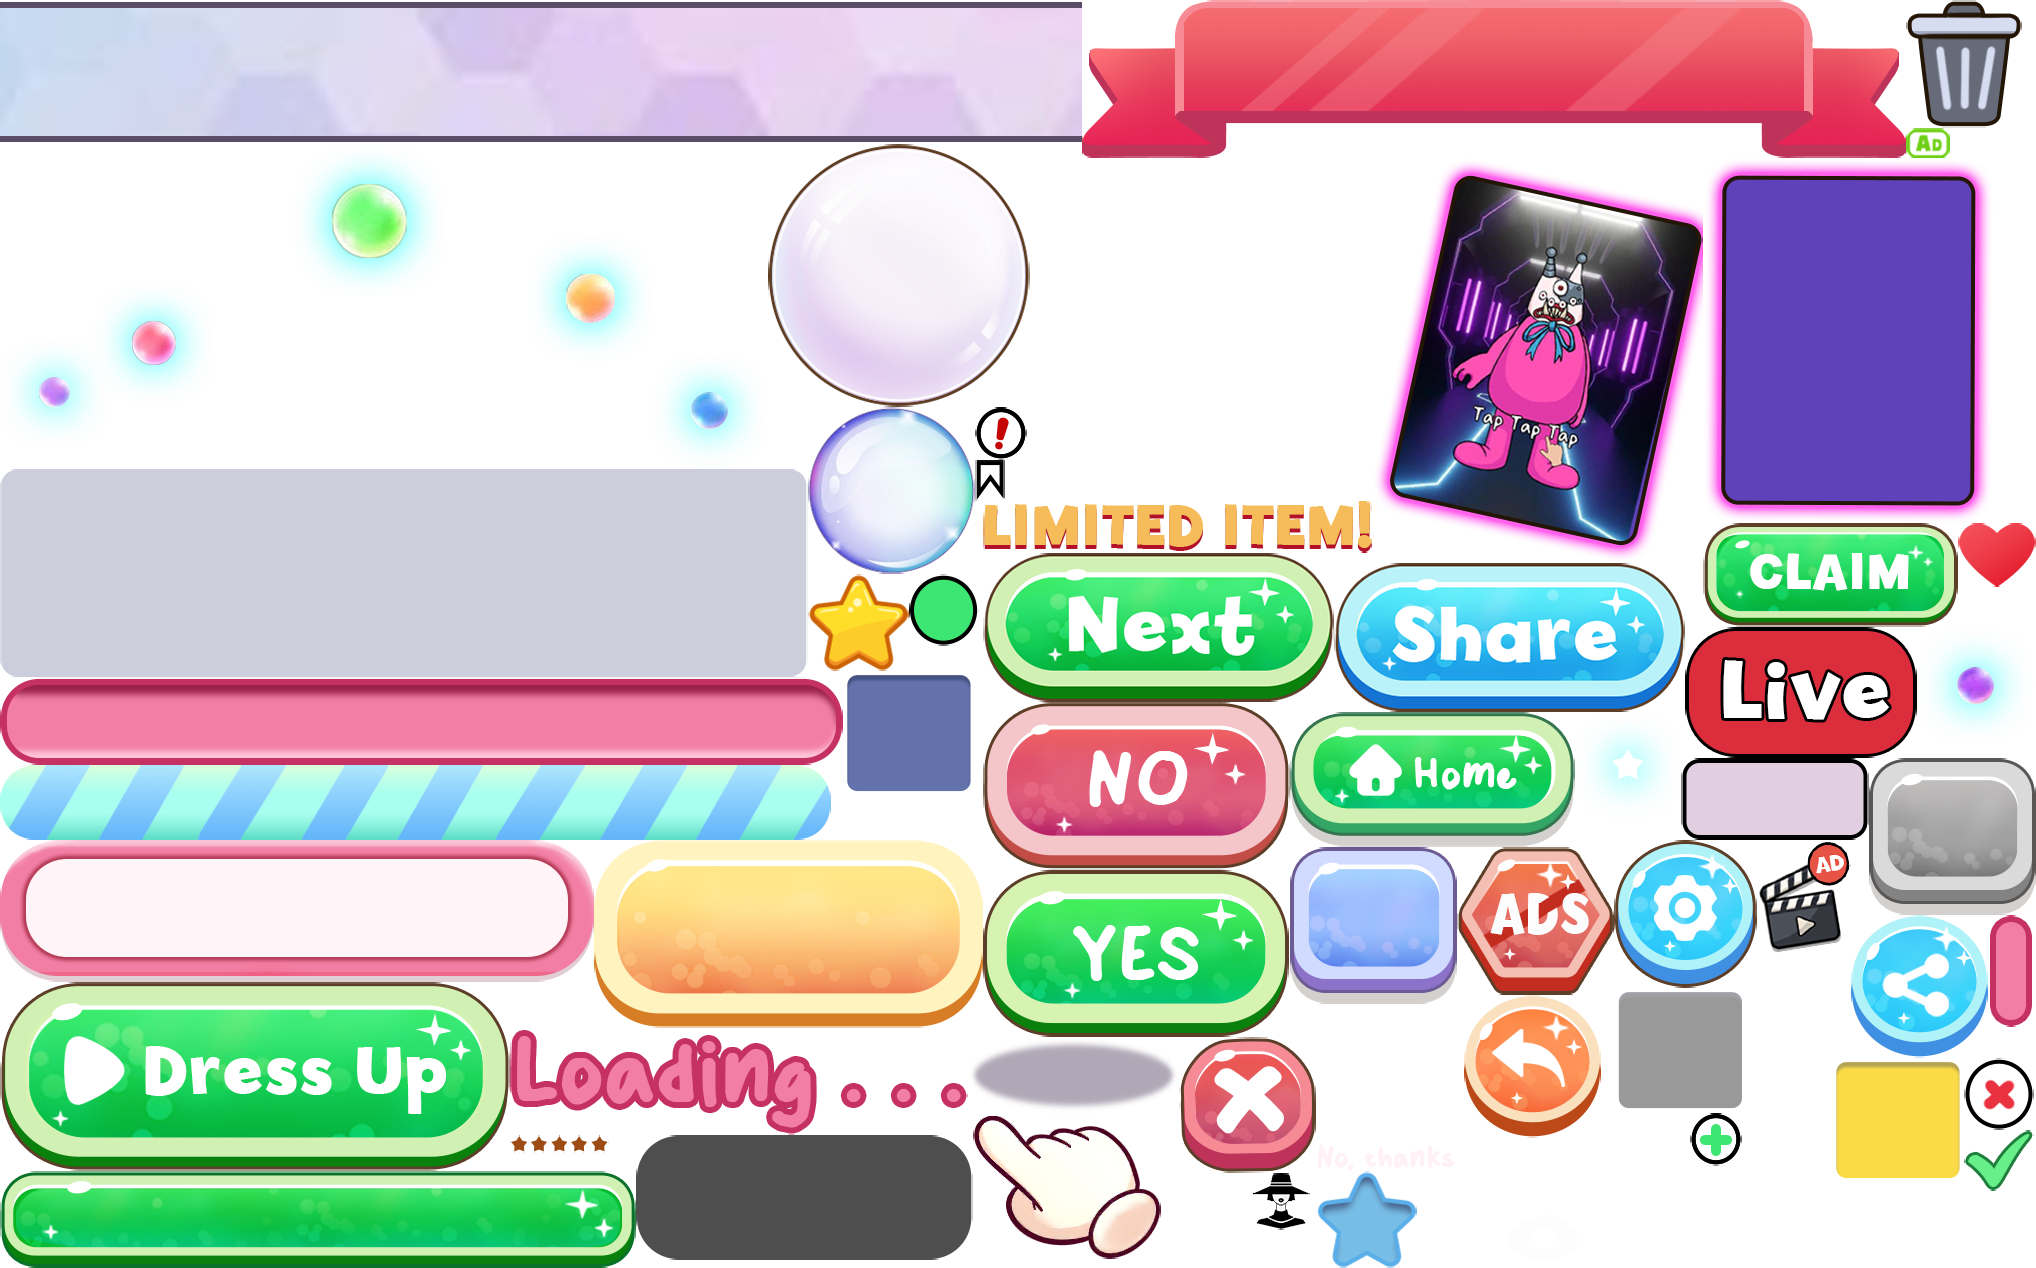 AD
Tap Tap Tap
LIMITED ITEM!
CLAIM
Next
Share
Live
NO
Home
AD
ADS
YES
Dress Up
Loading...
No, thanks